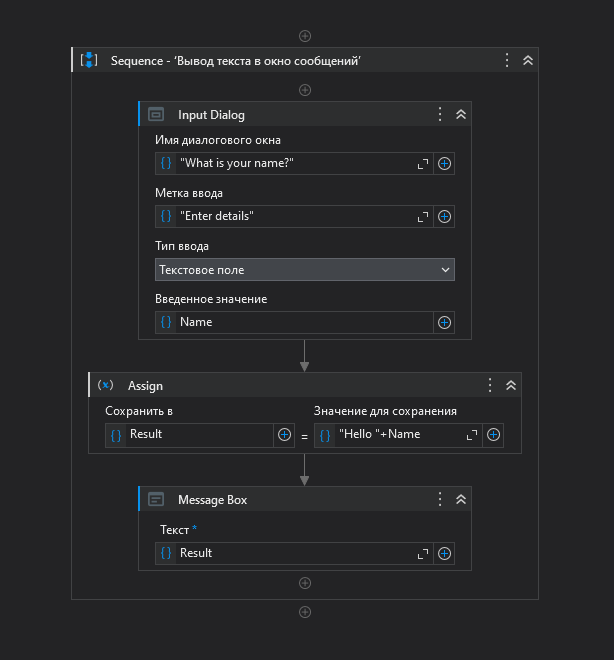 Sequence - ‘Вывод текста в окно сообщений’
Input Dialog
Имя диалогового окна
"What is your name?"
Метка ввода
"Enter details"
Тип ввода
Текстовое поле
Введенное значение
Name
(x) Assign
Сохранить в
Значение для сохранения
Result = "Hello "+Name
Message Box
Текст *
Result